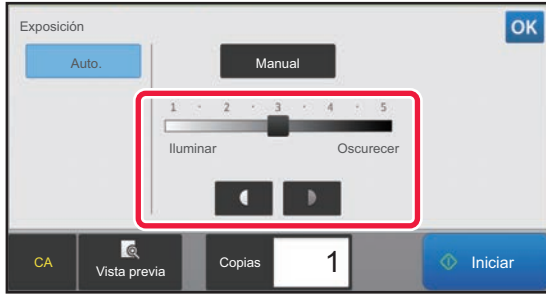 Exposición
OK
Auto.
Manual
1 · 2 · 3 · 4 · 5
Iluminar Oscurecer
CA
Vista previa
Copias
1
Iniciar